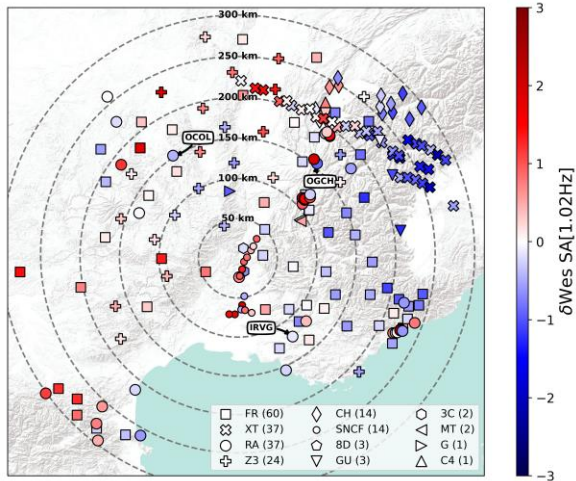 300 km
250 km
200 km
150 km
100 km
50 km
OCOL
OGCH
IRVG
FR (60)
XT (37)
RA (37)
Z3 (24)
CH (14)
SNCF (14)
8D (3)
GU (3)
3C (2)
MT (2)
G (1)
C4 (1)
3
2
1
0
−1
−2
−3
δWes SA[1.02Hz]